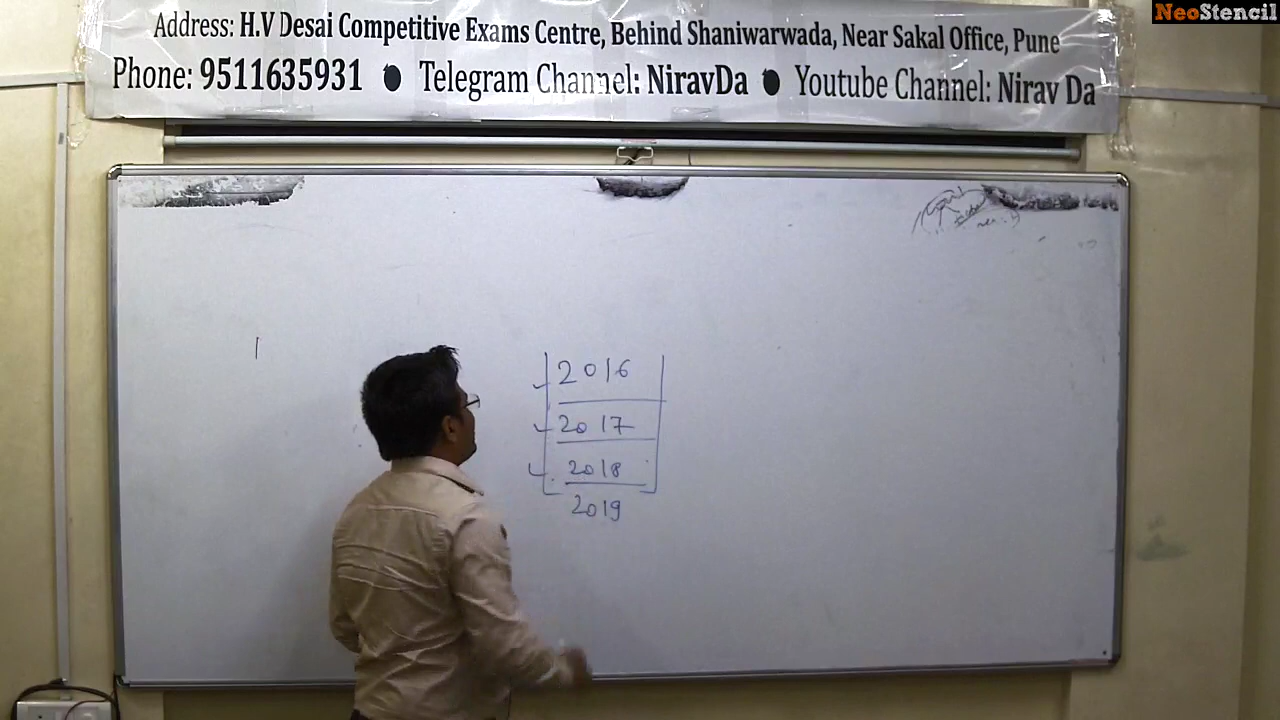 NeoStencil
Address: H.V Desai Competitive Exams Centre, Behind Shaniwarwada, Near Sakal Office, Pune
Phone: 9511635931 ● Telegram Channel: NiravDa ● Youtube Channel: Nirav Da
2016
2017
2018
2019